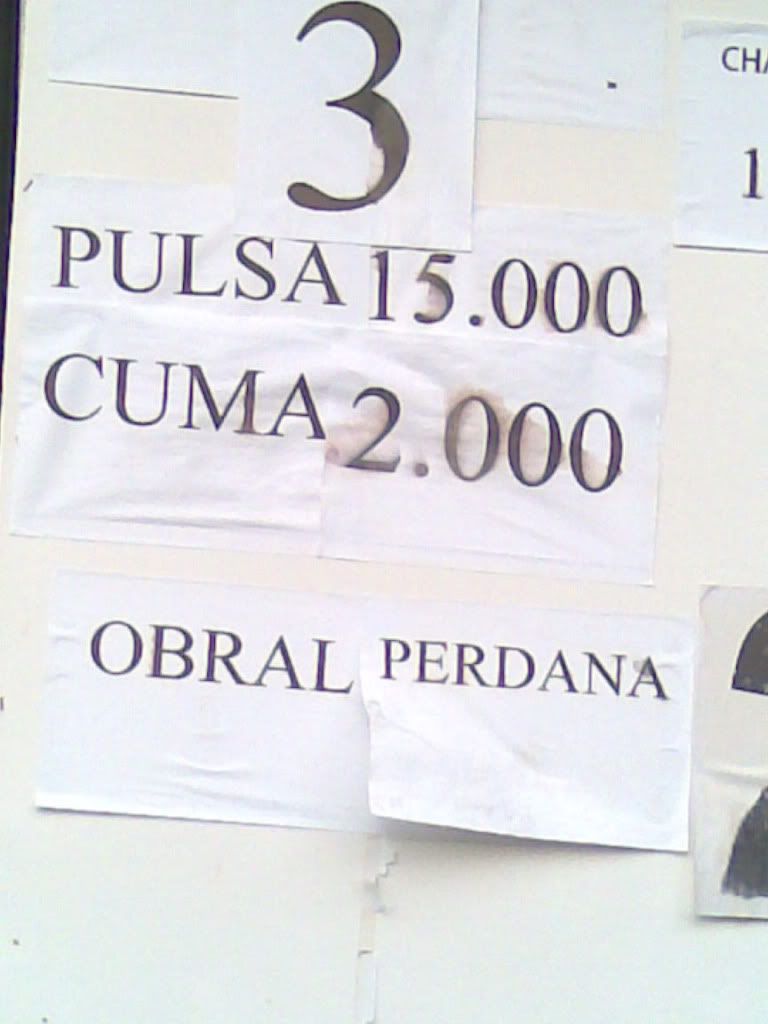 3
PULSA 15.000
CUMA 2.000
OBRAL PERDANA